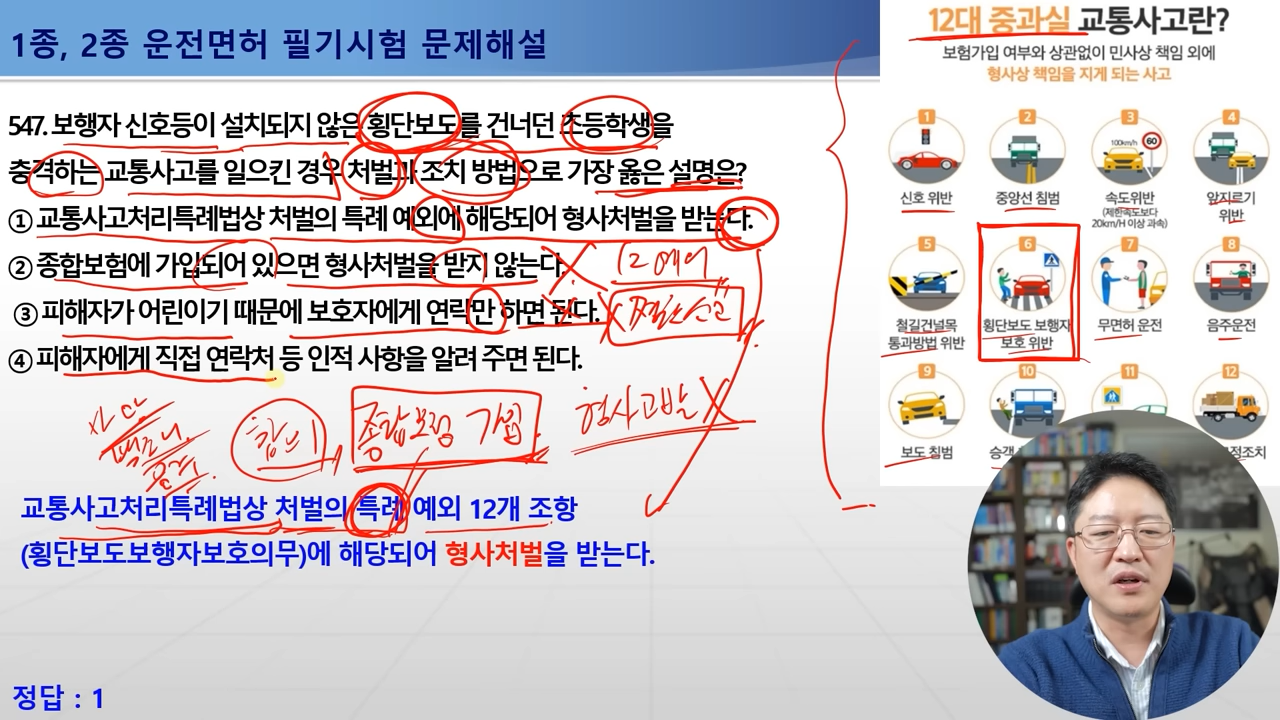 1종, 2종 운전면허 필기시험 문제해설
547. 보행자 신호등이 설치되지 않은 횡단보도를 건너던 초등학생을
충격하는 교통사고를 일으킨 경우 처벌과 조치 방법으로 가장 옳은 설명은?
① 교통사고처리특례법상 처벌의 특례 예외에 해당되어 형사처벌을 받는다.
② 종합보험에 가입되어 있으면 형사처벌을 받지 않는다.
③ 피해자가 어린이기 때문에 보호자에게 연락만 하면 된다.
④ 피해자에게 직접 연락처 등 인적 사항을 알려 주면 된다.
12 예외
합의
종합보험 가입
형사고발 X
교통사고처리특례법상 처벌의 특례 예외 12개 조항
(횡단보도보행자보호의무)에 해당되어 형사처벌을 받는다.
정답 : 1
12대 중과실 교통사고란?
보험가입 여부와 상관없이 민사상 책임 외에
형사상 책임을 지게 되는 사고
1 2 3 4
100km/h 60
신호 위반 중앙선 침범 속도위반 앞지르기
(제한속도보다 위반
20km/H 이상 과속)
5 6 7 8
철길건널목 횡단보도 보행자 무면허 운전 음주운전
통과방법 위반 보호 위반
9 10 11 12
보도 침범 승객